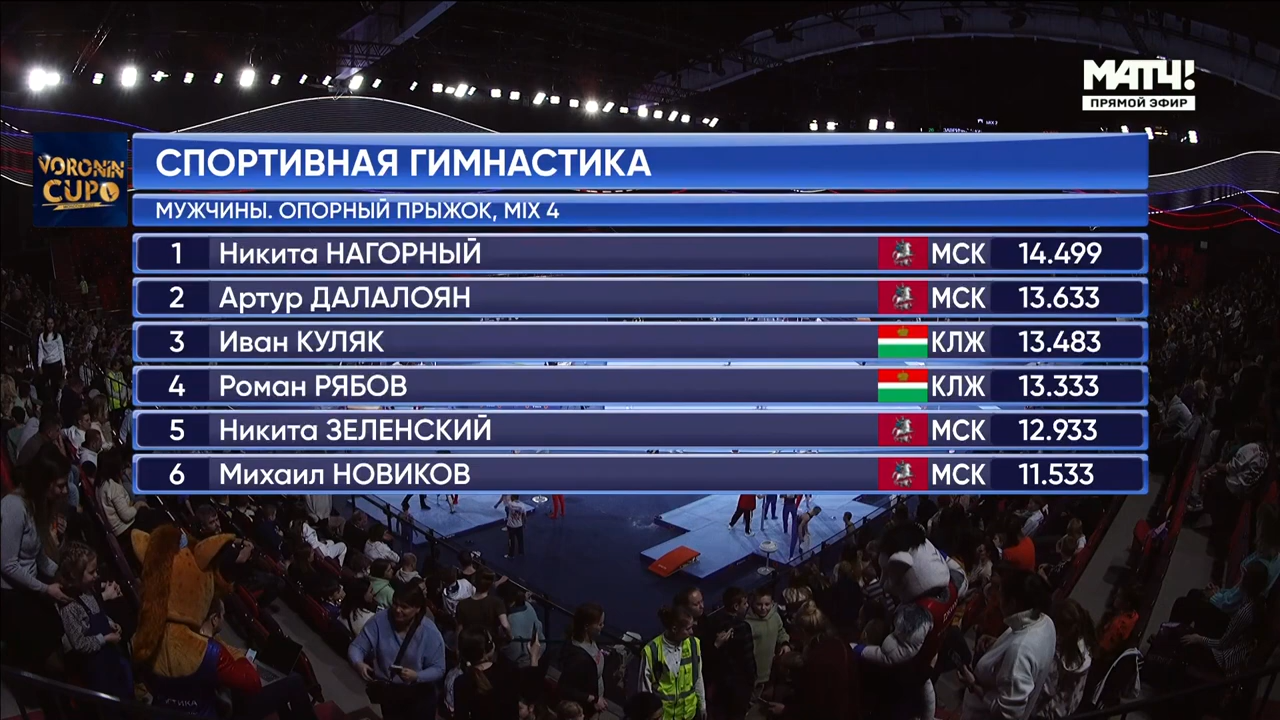 МАТЧ!
ПРЯМОЙ ЭФИР
VORONIN
CUP
СПОРТИВНАЯ ГИМНАСТИКА
МУЖЧИНЫ. ОПОРНЫЙ ПРЫЖОК, MIX 4
1 Никита НАГОРНЫЙ МСК 14.499
2 Артур ДАЛАЛОЯН МСК 13.633
3 Иван КУЛЯК КЛЖ 13.483
4 Роман РЯБОВ КЛЖ 13.333
5 Никита ЗЕЛЕНСКИЙ МСК 12.933
6 Михаил НОВИКОВ МСК 11.533